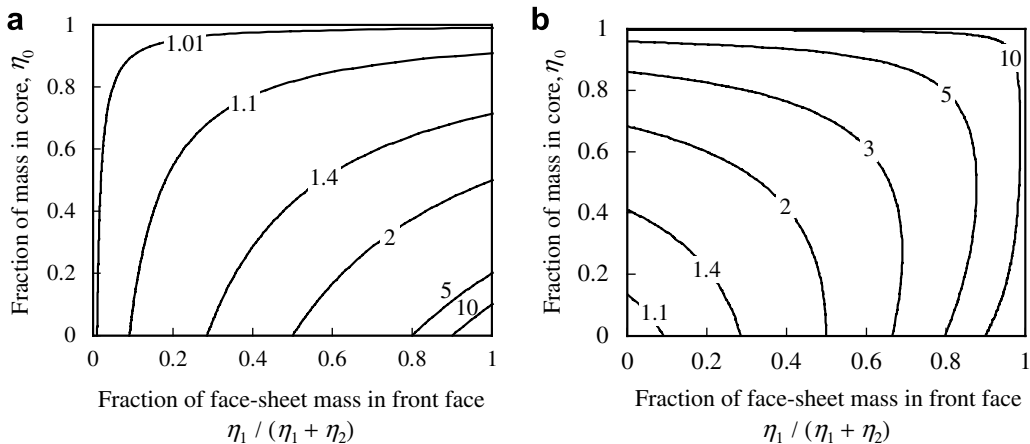 a
Fraction of mass in core, η0
1
0.8
0.6
0.4
0.2
0
1.01
1.1
1.4
2
5
10
0 0.2 0.4 0.6 0.8 1
Fraction of face-sheet mass in front face
η1 / (η1 + η2)
b
Fraction of mass in core, η0
1
0.8
0.6
0.4
0.2
0
10
5
3
2
1.4
1.1
0 0.2 0.4 0.6 0.8 1
Fraction of face-sheet mass in front face
η1 / (η1 + η2)